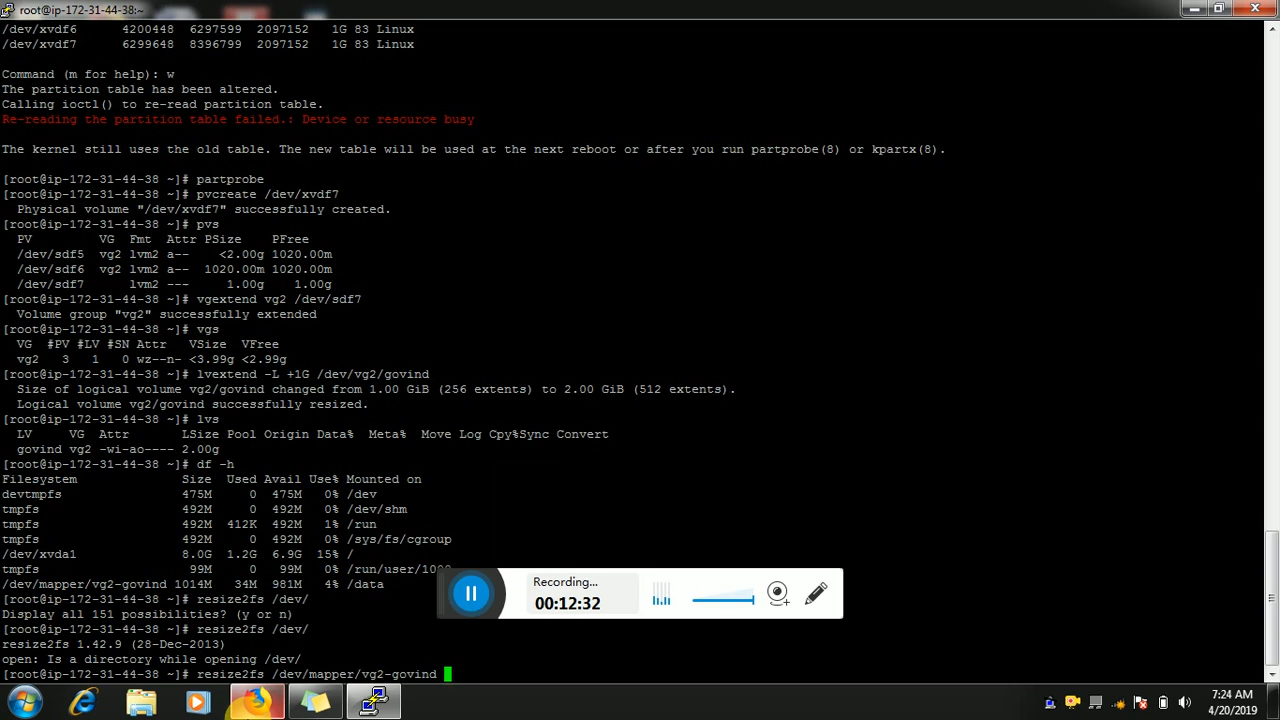 root@ip-172-31-44-38:~
/dev/xvdf6      4200448  6297599  2097152   1G 83 Linux
/dev/xvdf7      6299648  8396799  2097152   1G 83 Linux
Command (m for help): w
The partition table has been altered.
Calling ioctl() to re-read partition table.
Re-reading the partition table failed.: Device or resource busy
The kernel still uses the old table. The new table will be used at the next reboot or after you run partprobe(8) or kpartx(8).
[root@ip-172-31-44-38 ~]# partprobe
[root@ip-172-31-44-38 ~]# pvcreate /dev/xvdf7
  Physical volume "/dev/xvdf7" successfully created.
[root@ip-172-31-44-38 ~]# pvs
  PV         VG  Fmt  Attr PSize    PFree
  /dev/sdf5  vg2 lvm2 a--    <2.00g 1020.00m
  /dev/sdf6  vg2 lvm2 a--  1020.00m 1020.00m
  /dev/sdf7      lvm2 ---     1.00g    1.00g
[root@ip-172-31-44-38 ~]# vgextend vg2 /dev/sdf7
  Volume group "vg2" successfully extended
[root@ip-172-31-44-38 ~]# vgs
  VG  #PV #LV #SN Attr   VSize  VFree
  vg2   3   1   0 wz--n- <3.99g <2.99g
[root@ip-172-31-44-38 ~]# lvextend -L +1G /dev/vg2/govind
  Size of logical volume vg2/govind changed from 1.00 GiB (256 extents) to 2.00 GiB (512 extents).
  Logical volume vg2/govind successfully resized.
[root@ip-172-31-44-38 ~]# lvs
  LV     VG  Attr       LSize Pool Origin Data%  Meta%  Move Log Cpy%Sync Convert
  govind vg2 -wi-ao---- 2.00g
[root@ip-172-31-44-38 ~]# df -h
Filesystem             Size  Used Avail Use% Mounted on
devtmpfs               475M     0  475M   0% /dev
tmpfs                  492M     0  492M   0% /dev/shm
tmpfs                  492M  412K  492M   1% /run
tmpfs                  492M     0  492M   0% /sys/fs/cgroup
/dev/xvda1             8.0G  1.2G  6.9G  15% /
tmpfs                   99M     0   99M   0% /run/user/1000
/dev/mapper/vg2-govind 1014M   34M  981M   4% /data
[root@ip-172-31-44-38 ~]# resize2fs /dev/
Display all 151 possibilities? (y or n)
[root@ip-172-31-44-38 ~]# resize2fs /dev/
resize2fs 1.42.9 (28-Dec-2013)
open: Is a directory while opening /dev/
[root@ip-172-31-44-38 ~]# resize2fs /dev/mapper/vg2-govind
Recording...
00:12:32
7:24 AM
4/20/2019